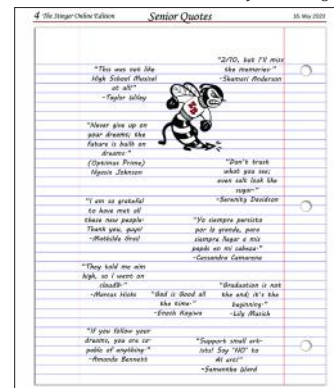 4 The Stinger Online Edition
Senior Quotes
25, May 2023
"This was not like
High School Musical
at all!"
-Taylor Wiley
"2/10, but I'll miss
the memories."
-Shamari Anderson
"Never give up on
your dreams; the
future is built on
dreams."
(Optimus Prime)
Nyasia Johnson
"Don't trust
what you see;
even salt look like
sugar."
-Serenity Davidson
"I am so grateful
to have met all
these new people.
Thank you, guys!
-Mathilde Greil
"Yo siempre persisto
por lo grande, pero
siempre llegar a mis
papás en mi cabeza."
-Cassandra Camarena
"They told me aim
high, so I went on
cloud9."
-Marcus Hicks
"God is Good all
the time."
-Enoch Kogiwe
"Graduation is not
the end; it's the
beginning."
-Lily Masich
"If you follow your
dreams, you are ca-
pable of anything."
-Amanda Bennett
"Support small art-
ists! Say "NO" to
AI art!"
-Samantha Ward